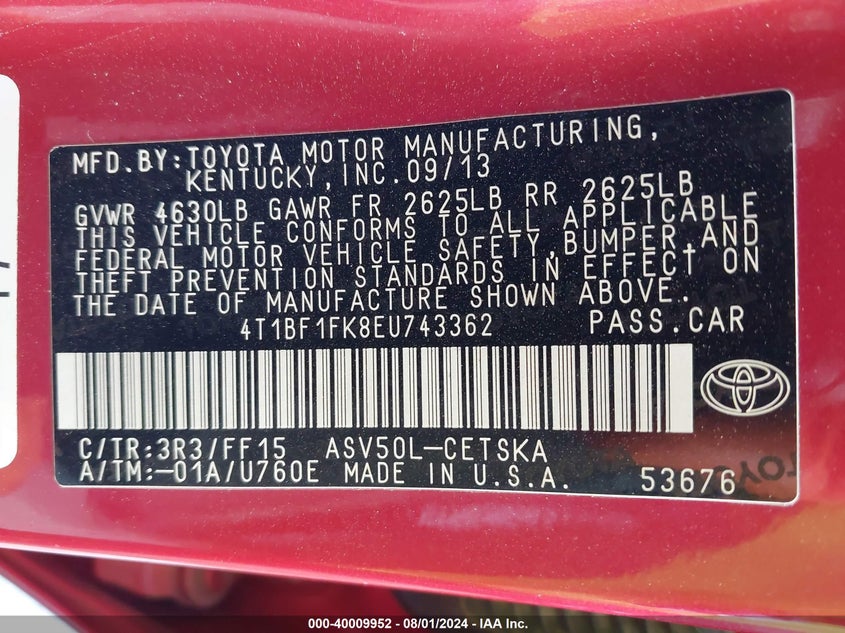 MFD.BY:TOYOTA MOTOR MANUFACTURING,
KENTUCKY,INC.09/13
GVWR 4630LB GAWR FR 2625LB RR 2625LB
THIS VEHICLE CONFORMS TO ALL APPLICABLE
FEDERAL MOTOR VEHICLE SAFETY,BUMPER,AND
THEFT PREVENTION STANDARDS IN EFFECT ON
THE DATE OF MANUFACTURE SHOWN ABOVE.
4T1BF1FK8EU743362 PASS.CAR
C/TR:3R3/FF15 ASV50L-CETSKA
A/TM:-01A/U760E MADE IN U.S.A. 53676
000-40009952 - 08/01/2024 - IAA Inc.